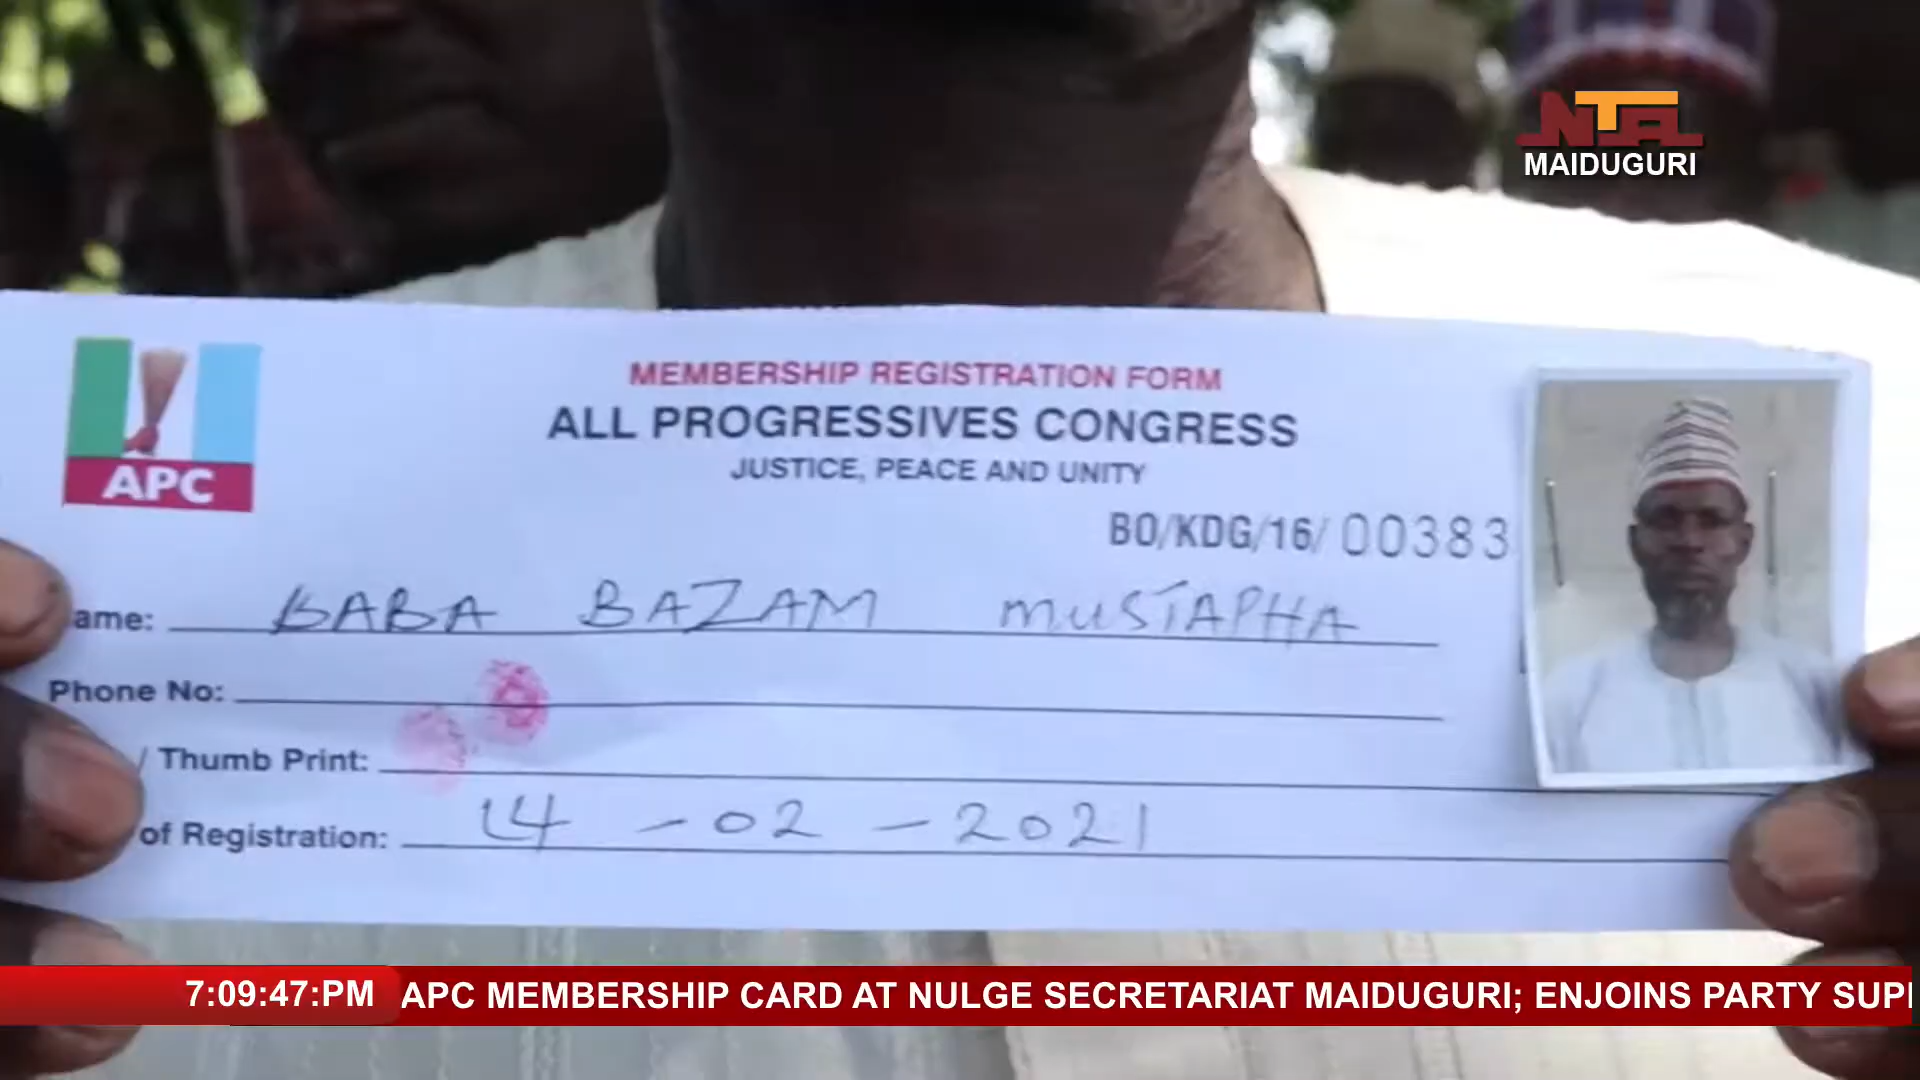 NTA
MAIDUGURI
MEMBERSHIP REGISTRATION FORM
ALL PROGRESSIVES CONGRESS
JUSTICE, PEACE AND UNITY
APC
BO/KDG/16/ 00383
ame: BABA BAZAM MUSTAPHA
Phone No:
/ Thumb Print:
of Registration: 14 - 02 - 2021
7:09:47:PM APC MEMBERSHIP CARD AT NULGE SECRETARIAT MAIDUGURI; ENJOINS PARTY SUP